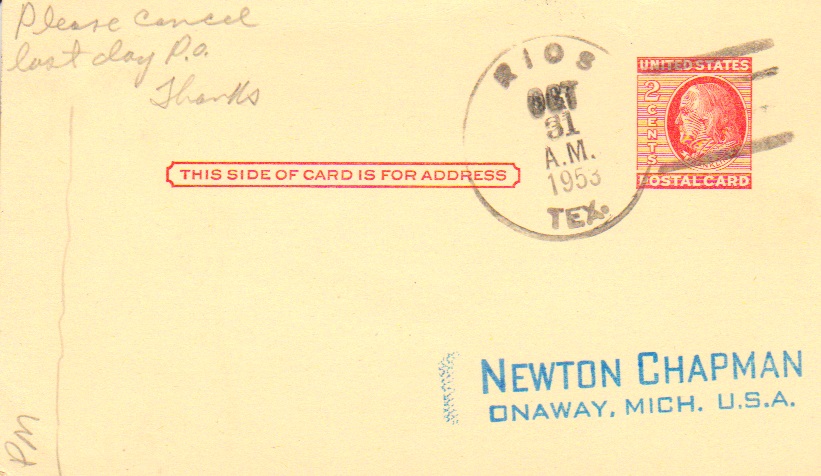 Please cancel
last day P.O.
Thanks
RIOS
OCT
31
A.M.
1953
TEX.
UNITED STATES
2 CENTS
POSTAL CARD
THIS SIDE OF CARD IS FOR ADDRESS
NEWTON CHAPMAN
ONAWAY, MICH. U.S.A.
PM